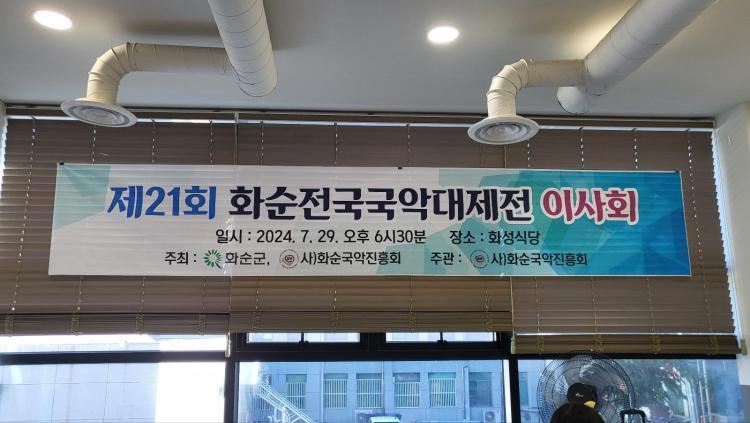 제21회 화순전국국악대제전 이사회
일시 : 2024. 7. 29. 오후 6시30분 장소 : 화성식당
주최 : 화순군, 사)화순국악진흥회 주관 : 사)화순국악진흥회